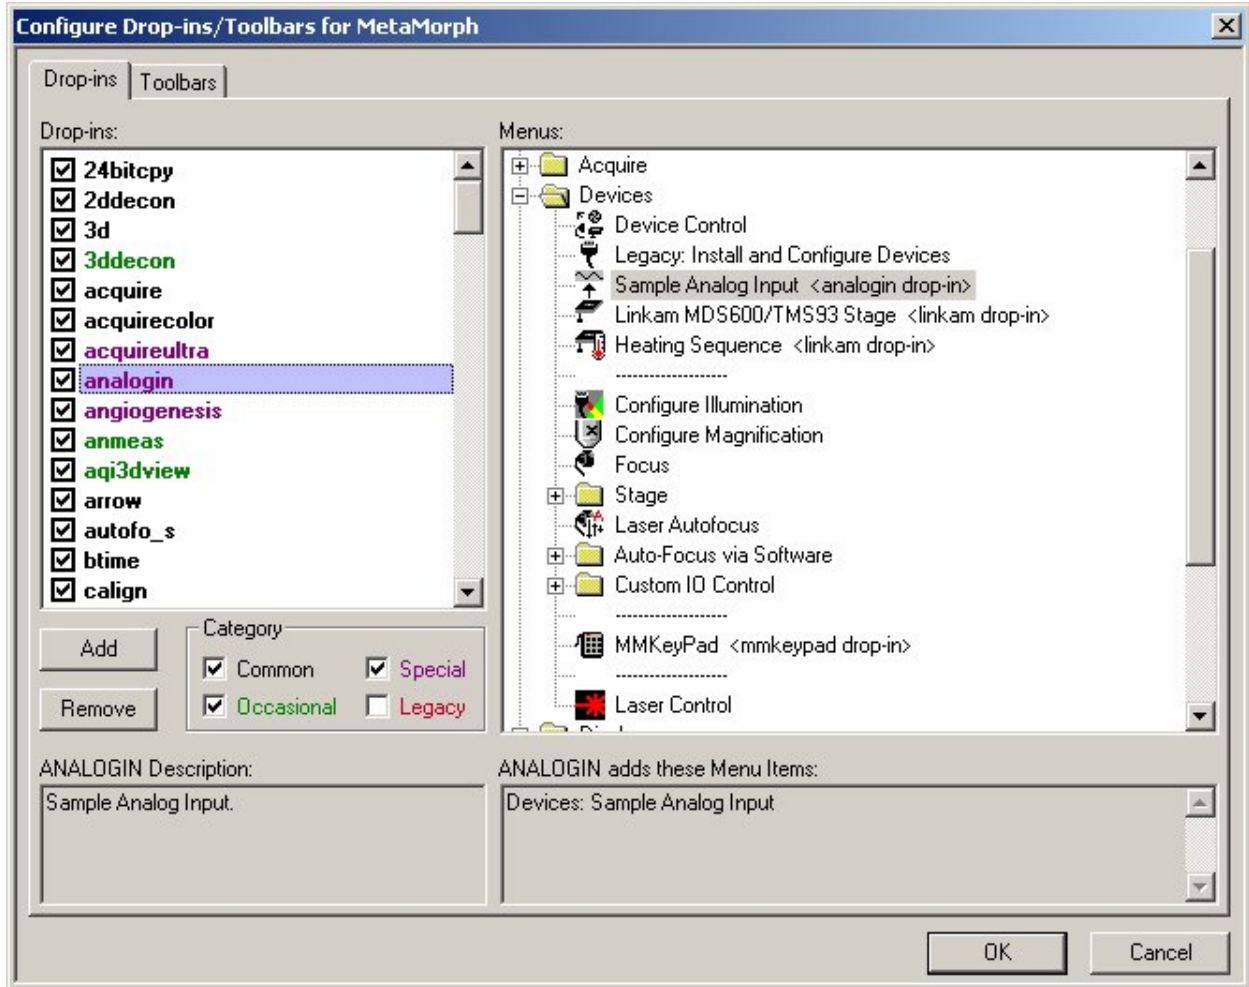 Configure Drop-ins/Toolbars for MetaMorph
Drop-ins
Toolbars
Drop-ins:
24bitcpy
2ddecon
3d
3ddecon
acquire
acquirecolor
acquireultra
analogin
angiogenesis
anmeas
aqi3dview
arrow
autofo_s
btime
calign
Add
Remove
Category
Common
Special
Occasional
Legacy
Menus:
Acquire
Devices
Device Control
Legacy: Install and Configure Devices
Sample Analog Input <analogin drop-in>
Linkam MDS600/TMS93 Stage <linkam drop-in>
Heating Sequence <linkam drop-in>
-------------------
Configure Illumination
Configure Magnification
Focus
Stage
Laser Autofocus
Auto-Focus via Software
Custom IO Control
-------------------
MMKeyPad <mmkeypad drop-in>
-------------------
Laser Control
ANALOGIN Description:
Sample Analog Input.
ANALOGIN adds these Menu Items:
Devices: Sample Analog Input
OK
Cancel